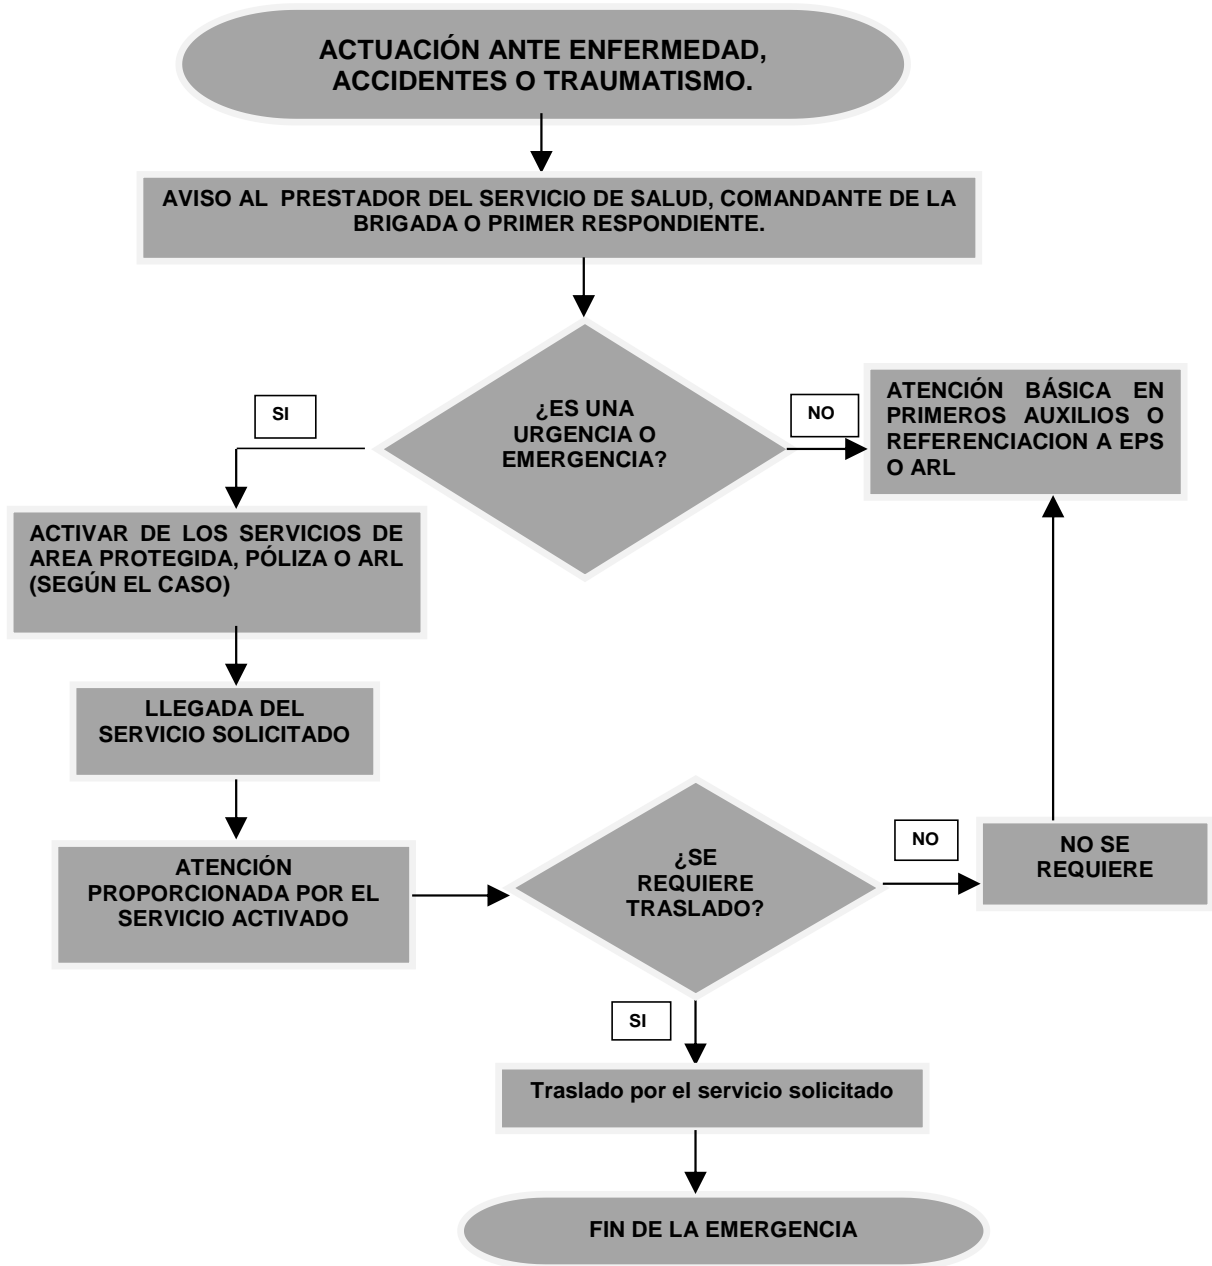 ACTUACIÓN ANTE ENFERMEDAD,
ACCIDENTES O TRAUMATISMO.
AVISO AL PRESTADOR DEL SERVICIO DE SALUD, COMANDANTE DE LA
BRIGADA O PRIMER RESPONDIENTE.
¿ES UNA
URGENCIA O
EMERGENCIA?
SI
NO
ATENCIÓN BÁSICA EN
PRIMEROS AUXILIOS O
REFERENCIACION A EPS
O ARL
ACTIVAR DE LOS SERVICIOS DE
AREA PROTEGIDA, PÓLIZA O ARL
(SEGÚN EL CASO)
LLEGADA DEL
SERVICIO SOLICITADO
ATENCIÓN
PROPORCIONADA POR EL
SERVICIO ACTIVADO
¿SE
REQUIERE
TRASLADO?
NO
NO SE
REQUIERE
SI
Traslado por el servicio solicitado
FIN DE LA EMERGENCIA